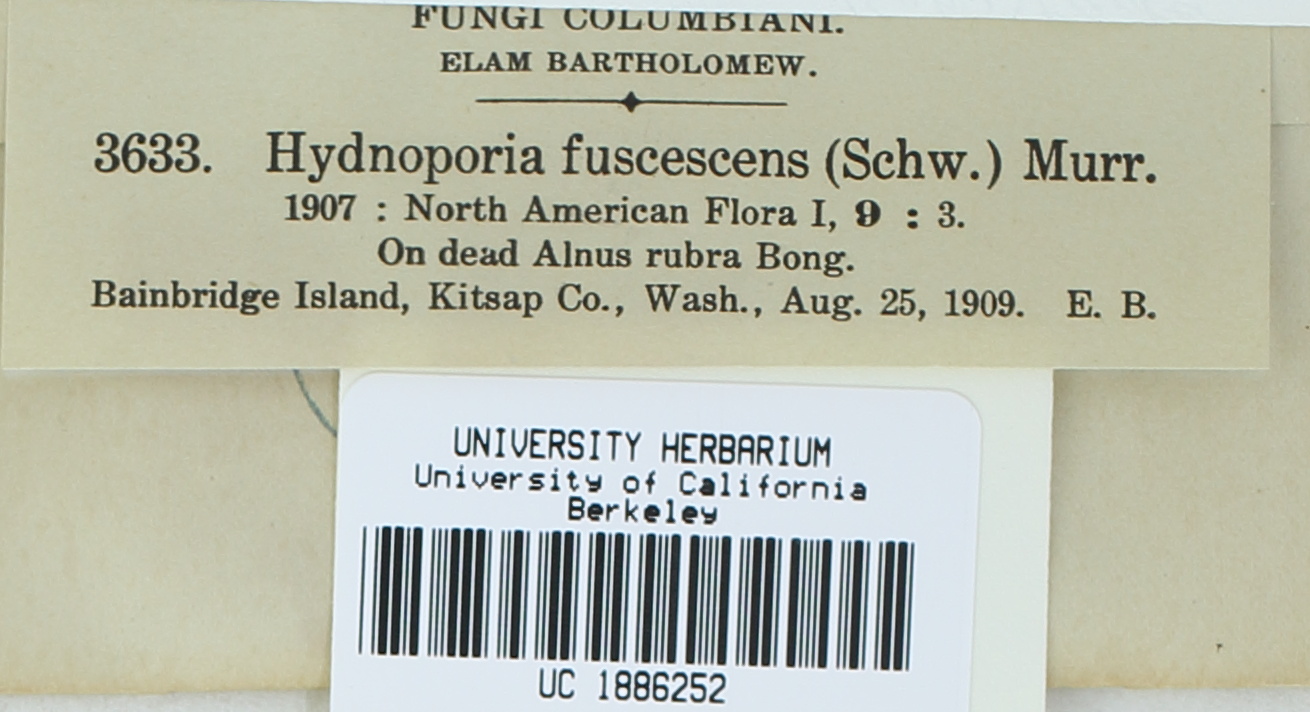 FUNGI COLUMBIANI.
ELAM BARTHOLOMEW.
3633. Hydnoporia fuscescens (Schw.) Murr.
1907 : North American Flora I, 9 : 3.
On dead Alnus rubra Bong.
Bainbridge Island, Kitsap Co., Wash., Aug. 25, 1909. E. B.
UNIVERSITY HERBARIUM
University of California
Berkeley
UC 1886252